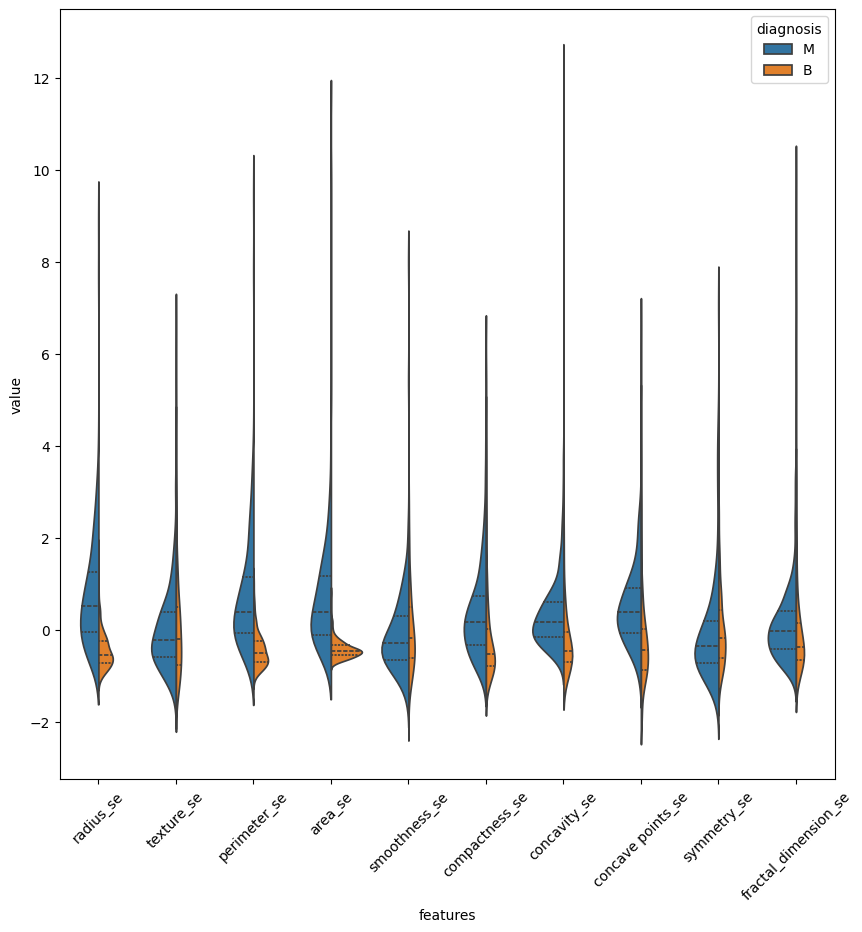 diagnosis
M
B
12
10
8
6
4
2
0
−2
value
radius_se
texture_se
perimeter_se
area_se
smoothness_se
compactness_se
concavity_se
concave points_se
symmetry_se
fractal_dimension_se
features